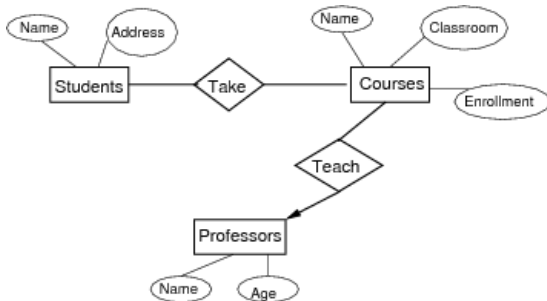 Name
Address
Name
Classroom
Students
Take
Courses
Enrollment
Teach
Professors
Name
Age